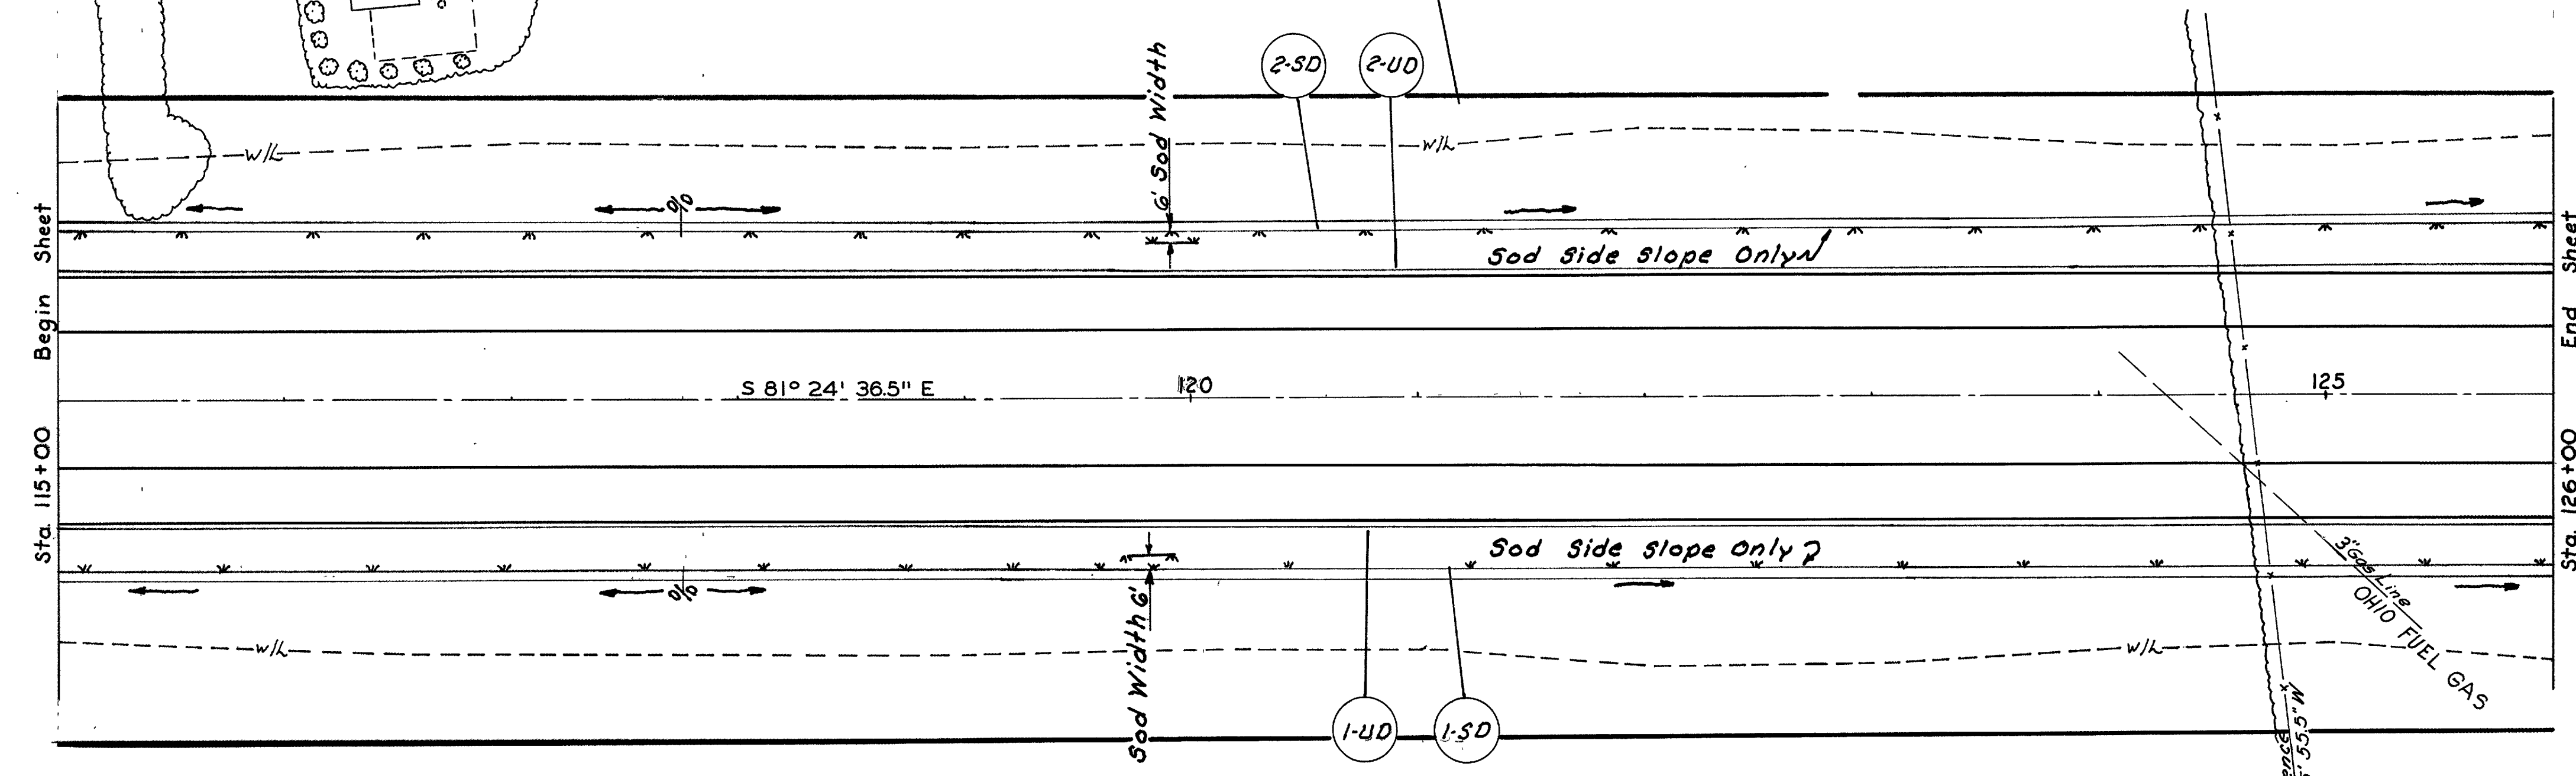 2-SD
2-UD
6' Sod Width
W/L
W/L
%
Sod Side Slope Only
Begin Sheet
Sta. 115+00
S 81° 24' 36.5" E
120
125
End Sheet
Sta. 126+00
Sod Side Slope Only
%
Sod Width 6'
W/L
W/L
3" Gas Line
OHIO FUEL GAS
1-UD
1-SD
55.5" W